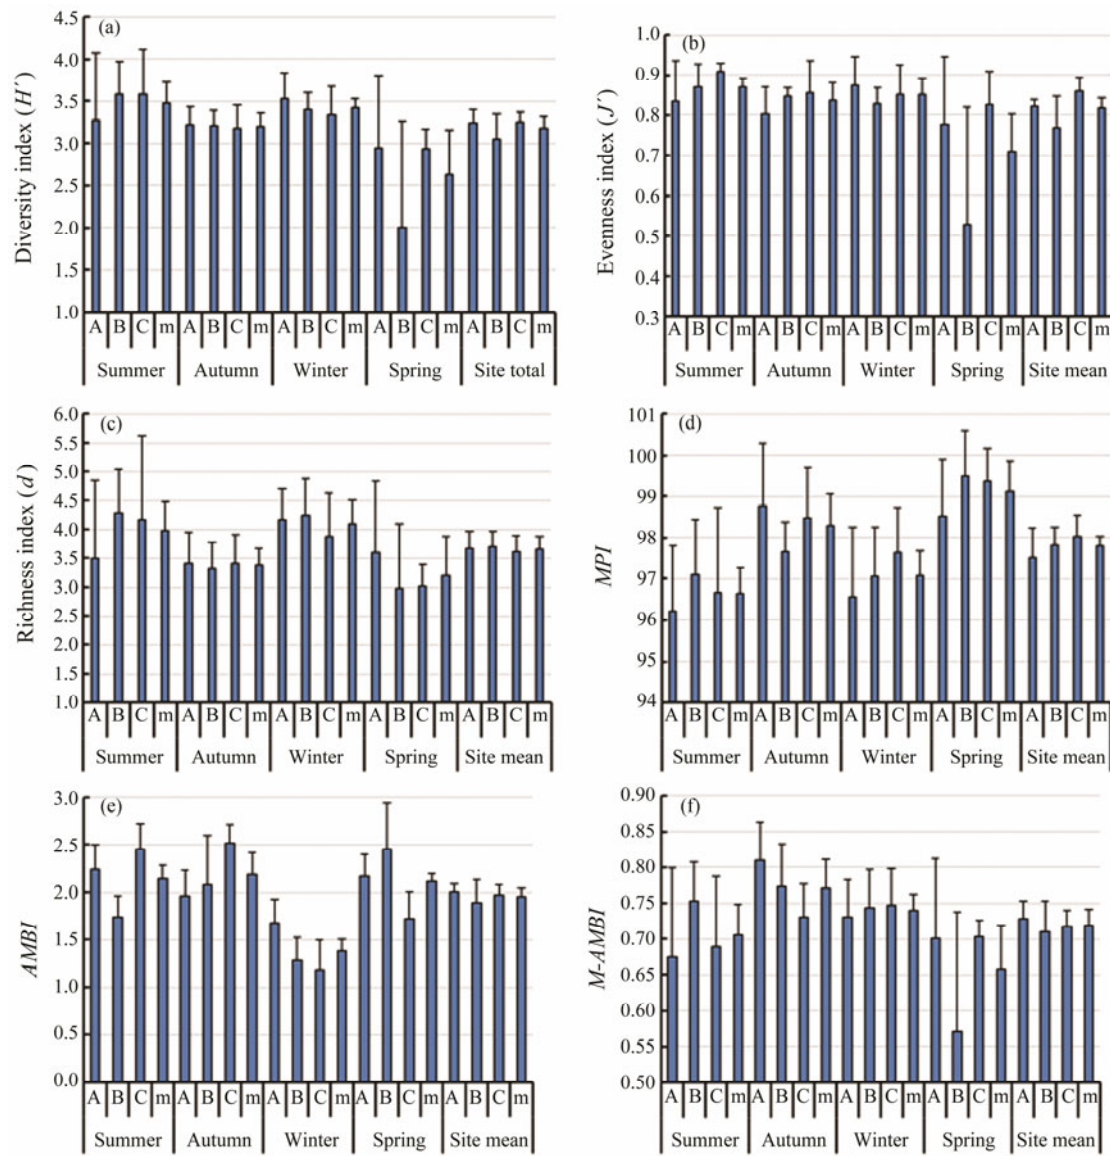 (a)
Diversity index (H′)
4.5
4.0
3.5
3.0
2.5
2.0
1.5
1.0
A B C m A B C m A B C m A B C m A B C m
Summer Autumn Winter Spring Site total
(b)
Evenness index (J′)
1.0
0.9
0.8
0.7
0.6
0.5
0.4
0.3
A B C m A B C m A B C m A B C m A B C m
Summer Autumn Winter Spring Site mean
(c)
Richness index (d)
6.0
5.5
5.0
4.5
4.0
3.5
3.0
2.5
2.0
1.5
1.0
A B C m A B C m A B C m A B C m A B C m
Summer Autumn Winter Spring Site mean
(d)
MPI
101
100
99
98
97
96
95
94
A B C m A B C m A B C m A B C m A B C m
Summer Autumn Winter Spring Site mean
(e)
AMBI
3.0
2.5
2.0
1.5
1.0
0.5
0.0
A B C m A B C m A B C m A B C m A B C m
Summer Autumn Winter Spring Site mean
(f)
M-AMBI
0.90
0.85
0.80
0.75
0.70
0.65
0.60
0.55
0.50
A B C m A B C m A B C m A B C m A B C m
Summer Autumn Winter Spring Site mean